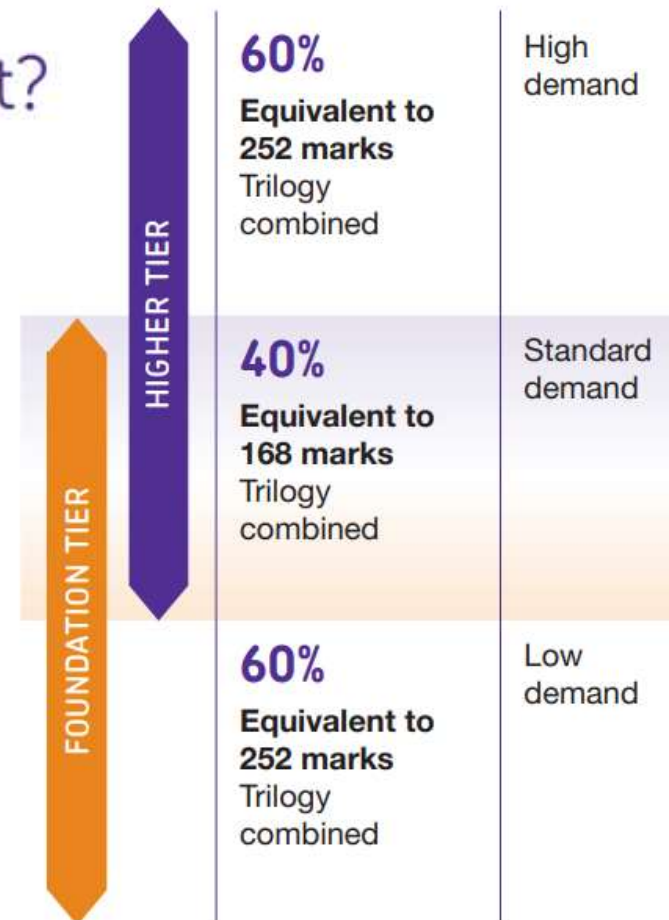 t?
HIGHER TIER
FOUNDATION TIER
60%
Equivalent to
252 marks
Trilogy
combined
High
demand
40%
Equivalent to
168 marks
Trilogy
combined
Standard
demand
60%
Equivalent to
252 marks
Trilogy
combined
Low
demand